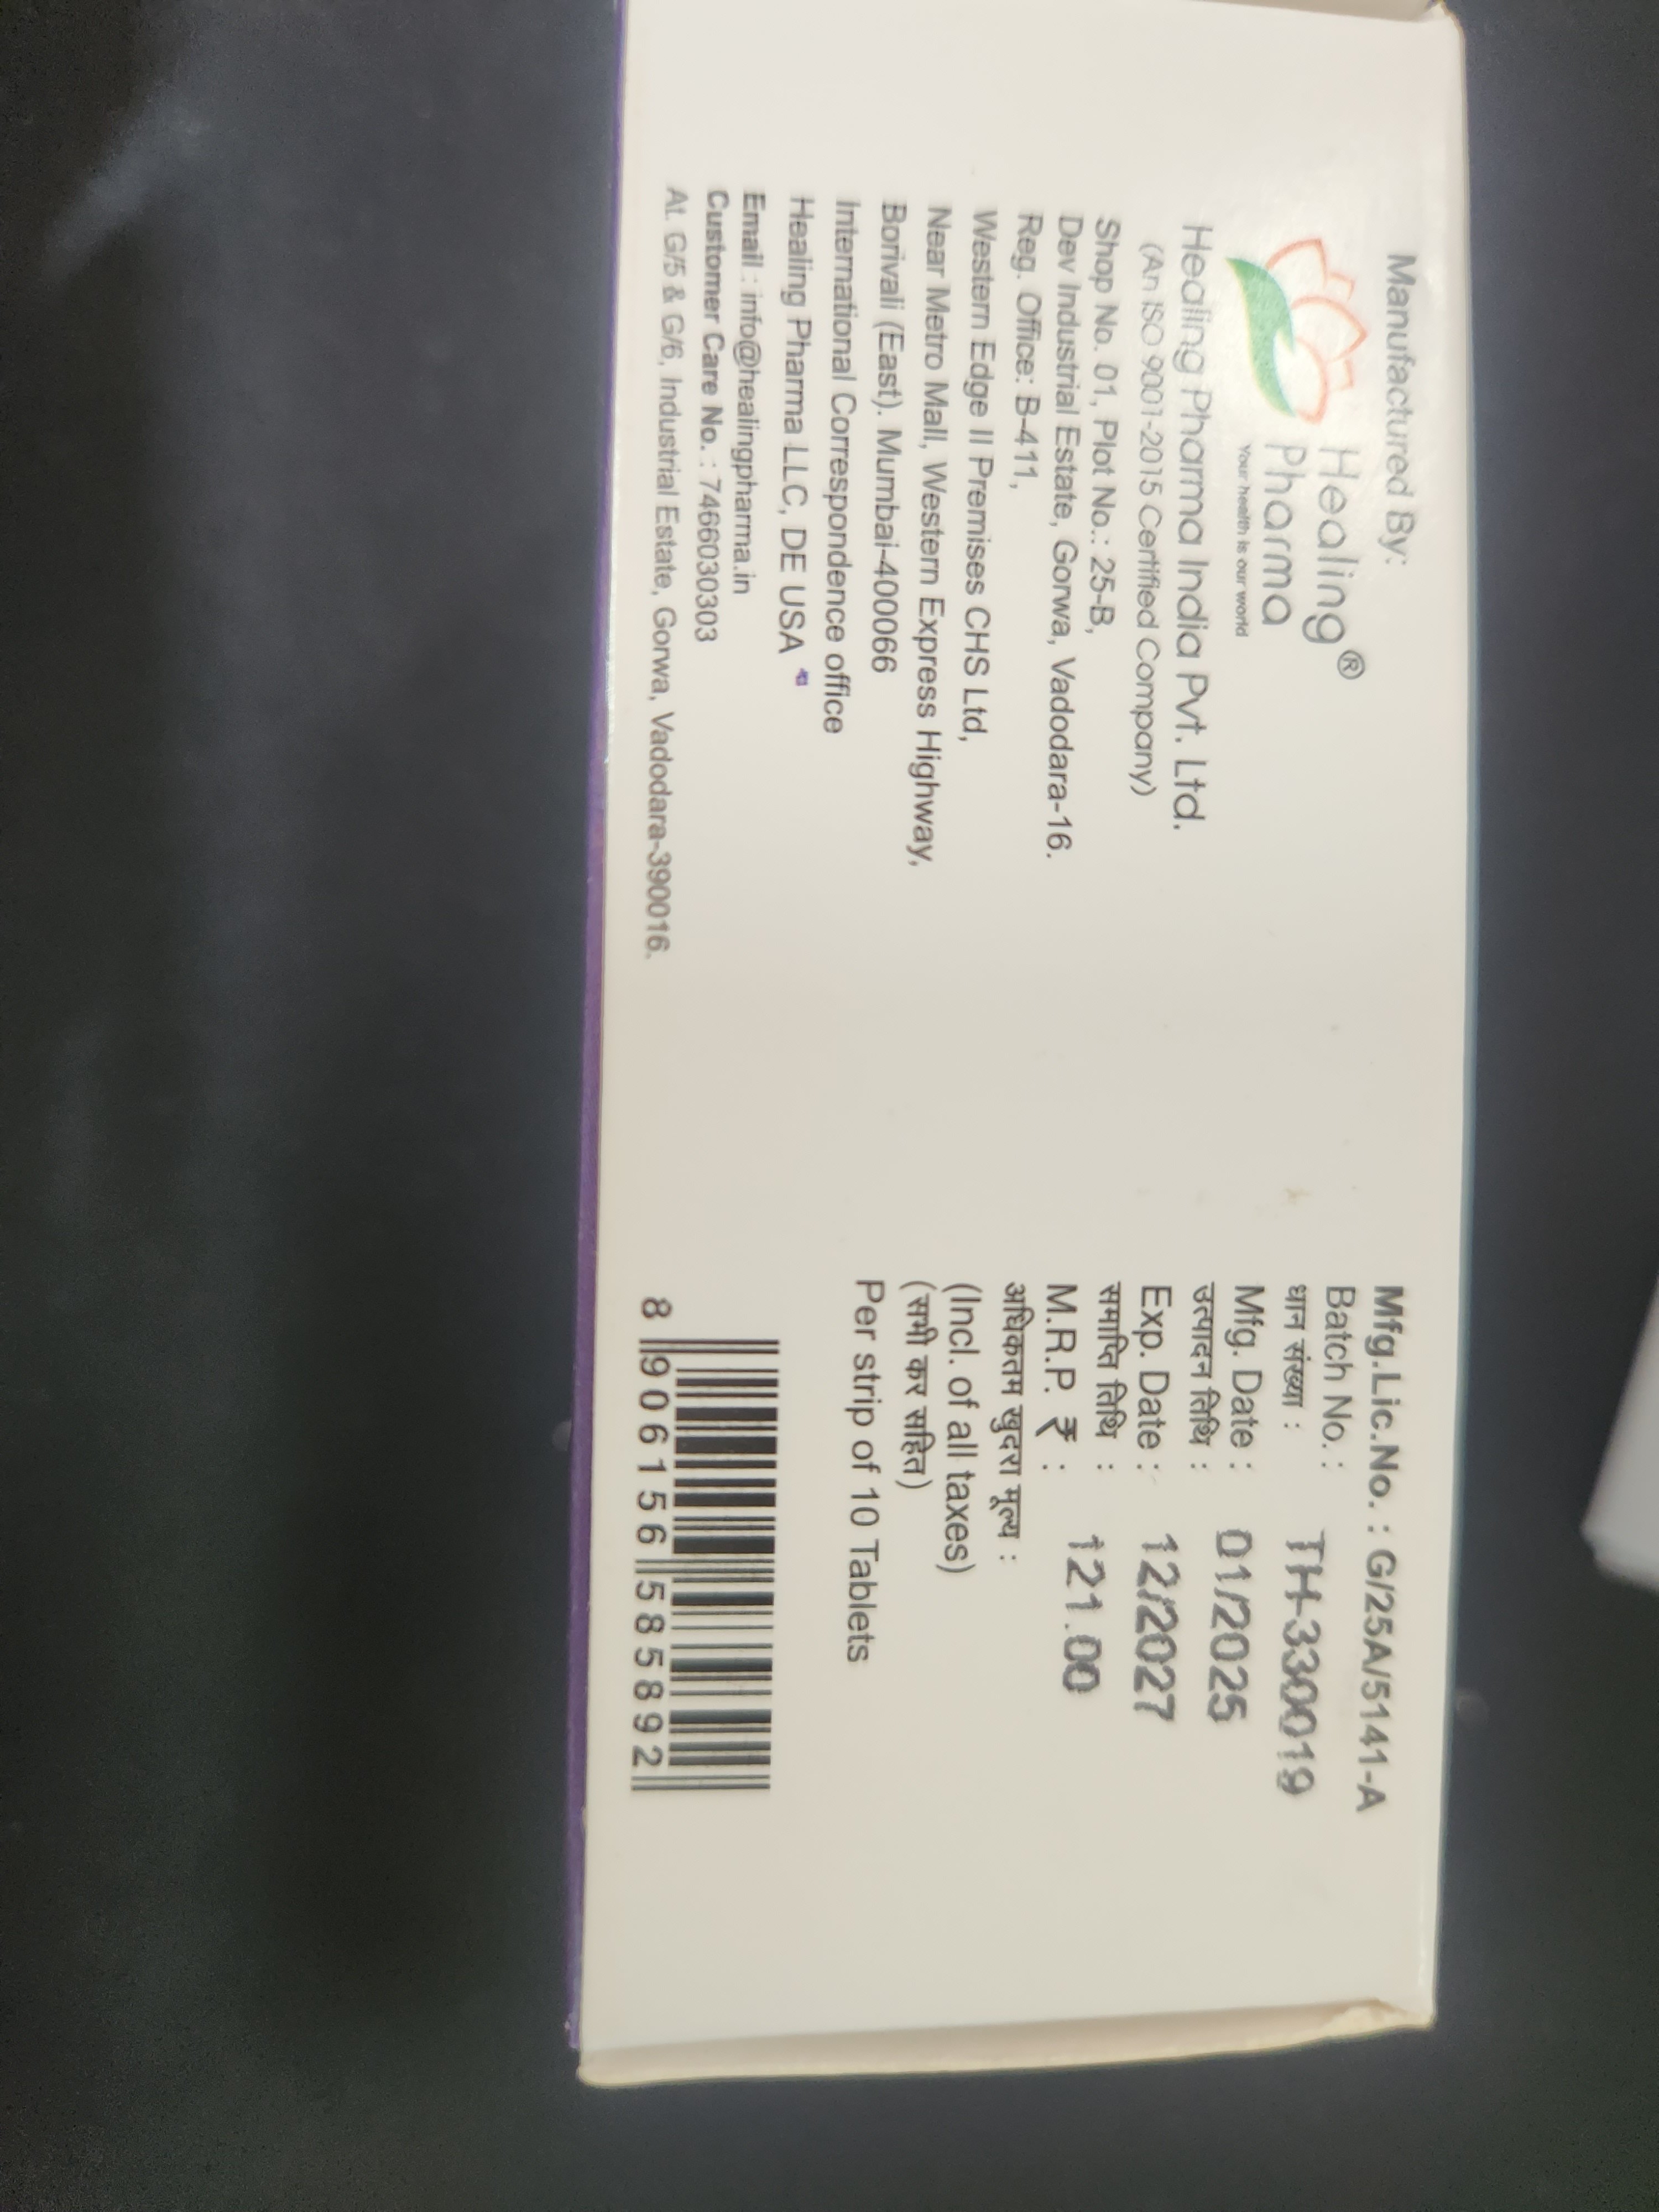 Manufactured By:
Healing®
Pharma
Your health is our world
Healing Pharma India Pvt. Ltd.
(An ISO 9001-2015 Certified Company)
Shop No. 01, Plot No.: 25-B,
Dev Industrial Estate, Gorwa, Vadodara-16.
Reg. Office: B-411,
Western Edge II Premises CHS Ltd,
Near Metro Mall, Western Express Highway,
Borivali (East). Mumbai-400066
International Correspondence office
Healing Pharma LLC, DE USA
Email : info@healingpharma.in
Customer Care No. : 7466030303
At. G/5 & G/6, Industrial Estate, Gorwa, Vadodara-390016.
Mfg.Lic.No. : G/25A/5141-A
Batch No. : TH-330019
धान संख्या :
Mfg. Date : 01/2025
उत्पादन तिथि :
Exp. Date : 12/2027
समाप्ति तिथि :
M.R.P. ₹ : 121.00
अधिकतम खुदरा मूल्य :
(Incl. of all taxes)
(सभी कर सहित)
Per strip of 10 Tablets
8 906156 585892